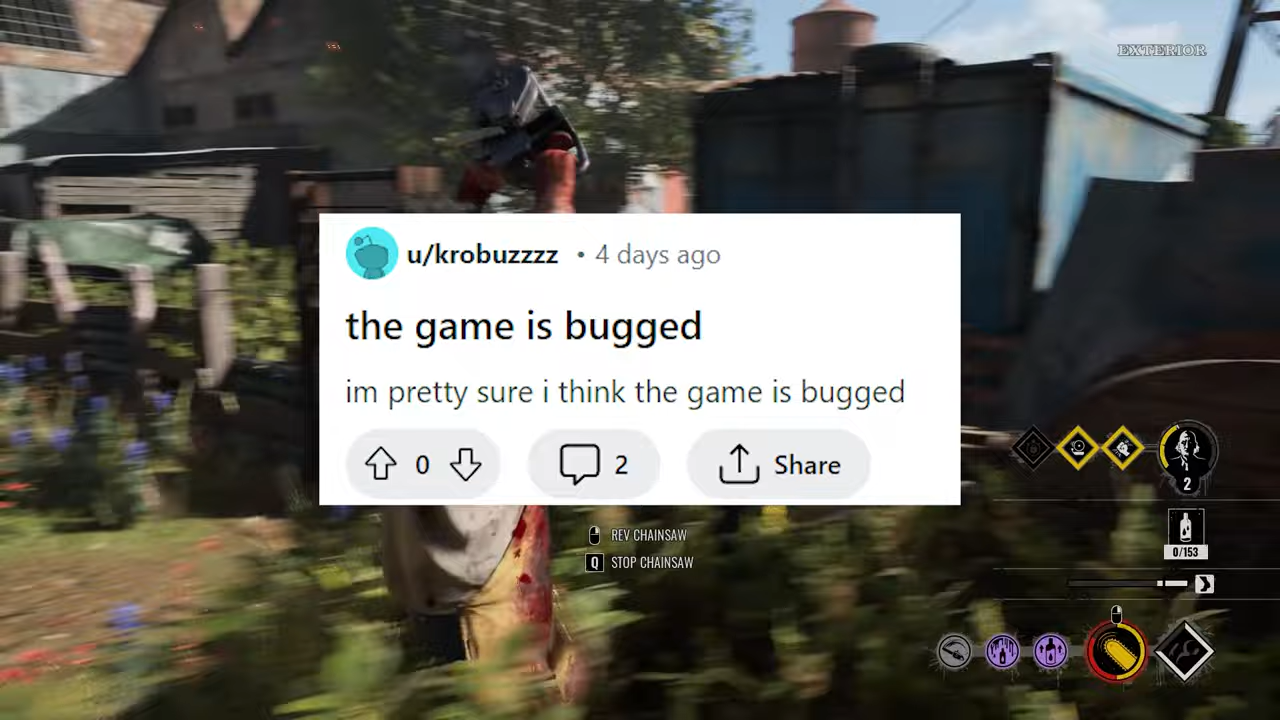 EXTERIOR
u/krobuzzzz • 4 days ago
the game is bugged
im pretty sure i think the game is bugged
0
2
Share
2
REV CHAINSAW
Q STOP CHAINSAW
0/153